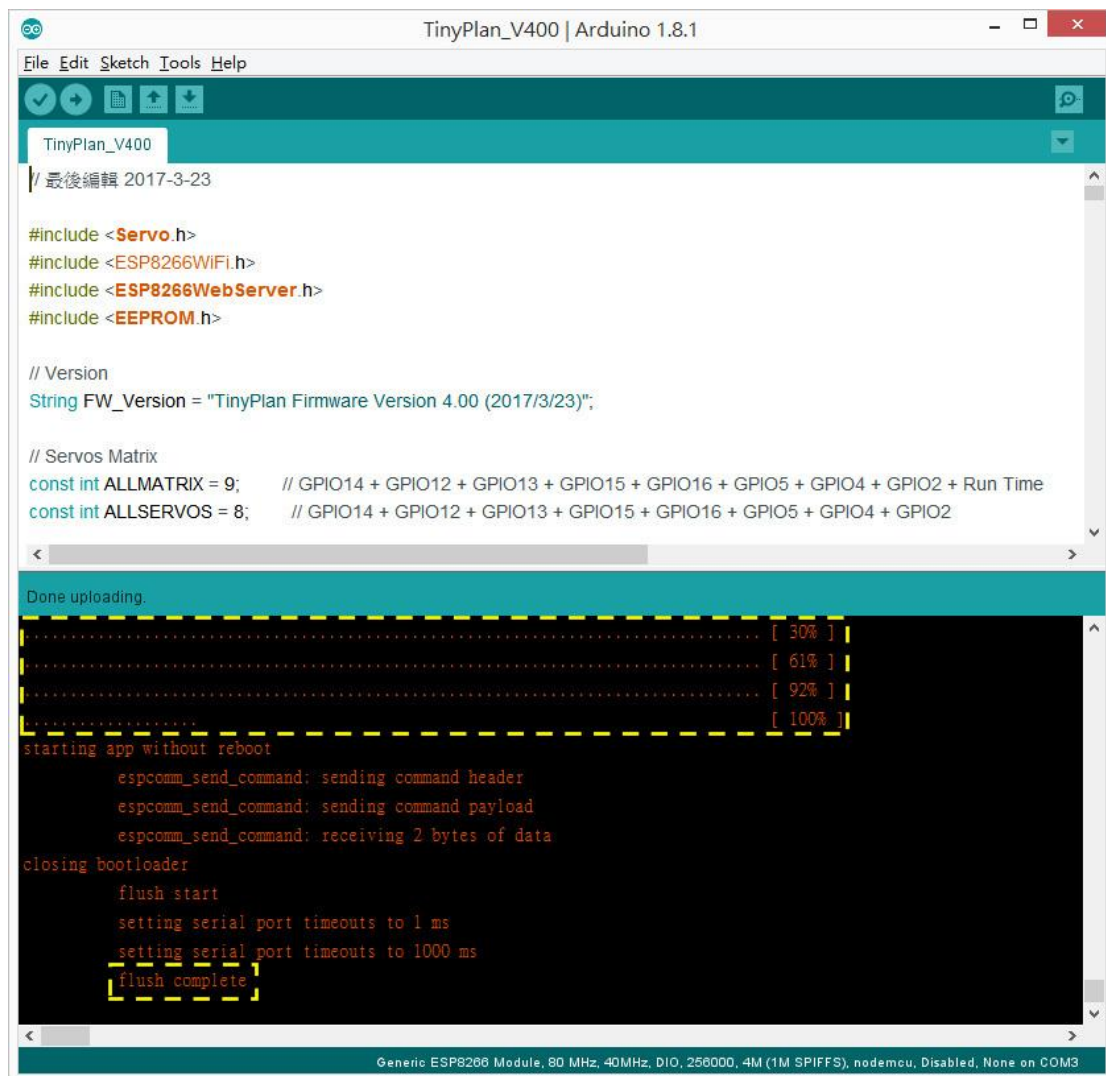 TinyPlan_V400 | Arduino 1.8.1
File Edit Sketch Tools Help
TinyPlan_V400
// 最後編輯 2017-3-23
#include <Servo.h>
#include <ESP8266WiFi.h>
#include <ESP8266WebServer.h>
#include <EEPROM.h>
// Version
String FW_Version = "TinyPlan Firmware Version 4.00 (2017/3/23)";
// Servos Matrix
const int ALLMATRIX = 9; // GPIO14 + GPIO12 + GPIO13 + GPIO15 + GPIO16 + GPIO5 + GPIO4 + GPIO2 + Run Time
const int ALLSERVOS = 8; // GPIO14 + GPIO12 + GPIO13 + GPIO15 + GPIO16 + GPIO5 + GPIO4 + GPIO2
Done uploading.
................................................................................ [ 30% ]
................................................................................ [ 61% ]
................................................................................ [ 92% ]
................... [ 100% ]
starting app without reboot
espcomm_send_command: sending command header
espcomm_send_command: sending command payload
espcomm_send_command: receiving 2 bytes of data
closing bootloader
flush start
setting serial port timeouts to 1 ms
setting serial port timeouts to 1000 ms
flush complete
Generic ESP8266 Module, 80 MHz, 40MHz, DIO, 256000, 4M (1M SPIFFS), nodemcu, Disabled, None on COM3